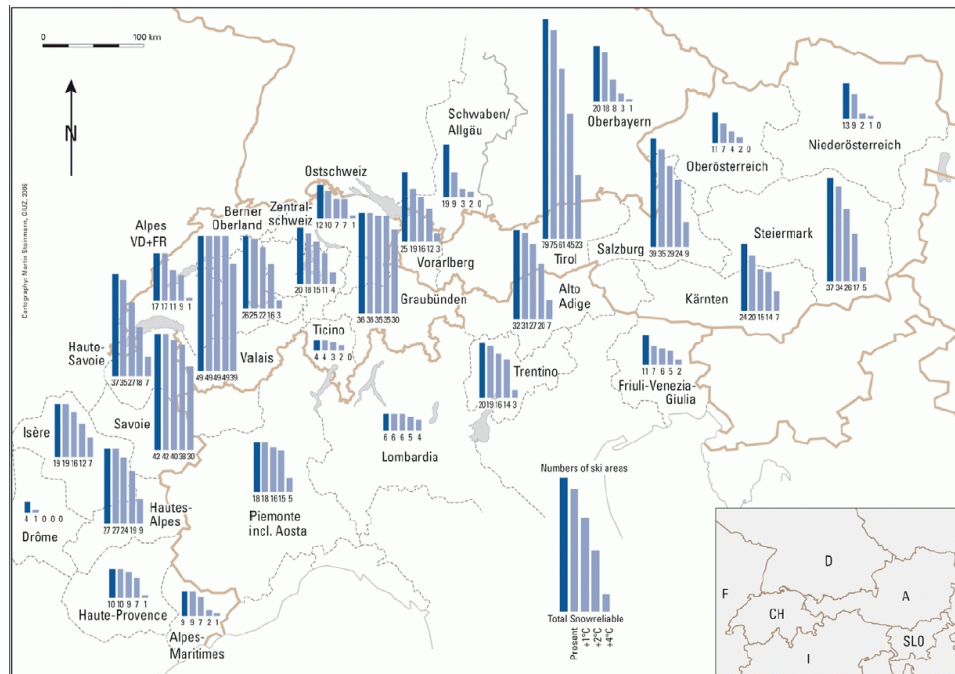 0 100 km
N
Cartography: Martin Steinmann, GIUZ, 2006
Schwaben/
Allgäu
19 9 3 2 0
79 75 61 45 23
Tirol
20 18 8 3 1
Oberbayern
13 9 2 1 0
Niederösterreich
11 7 4 2 0
Oberösterreich
Ostschweiz
12 10 7 7 1
Zentral-
schweiz
20 18 15 11 4
Berner
Oberland
26 25 22 16 3
Alpes
VD+FR
17 17 11 9 1
25 19 16 12 3
Vorarlberg
36 36 35 35 30
Graubünden
39 35 29 24 9
Salzburg
37 34 26 17 5
Steiermark
24 20 16 14 7
Kärnten
32 31 27 20 7
Alto
Adige
37 35 27 18 7
Haute-
Savoie
49 49 49 49 39
Valais
Ticino
4 4 3 2 0
20 19 16 14 3
Trentino
11 7 6 5 2
Friuli-Venezia-
Giulia
42 42 40 38 30
Savoie
19 19 16 12 7
Isère
6 6 6 5 4
Lombardia
18 18 16 15 5
Piemonte
incl. Aosta
27 27 24 19 9
Hautes-
Alpes
4 1 0 0 0
Drôme
10 10 9 7 1
Haute-Provence
9 9 7 2 1
Alpes-
Maritimes
Numbers of ski areas
Total Snowreliable
Present
+1°C
+2°C
+4°C
F
D
CH
A
SLO
I